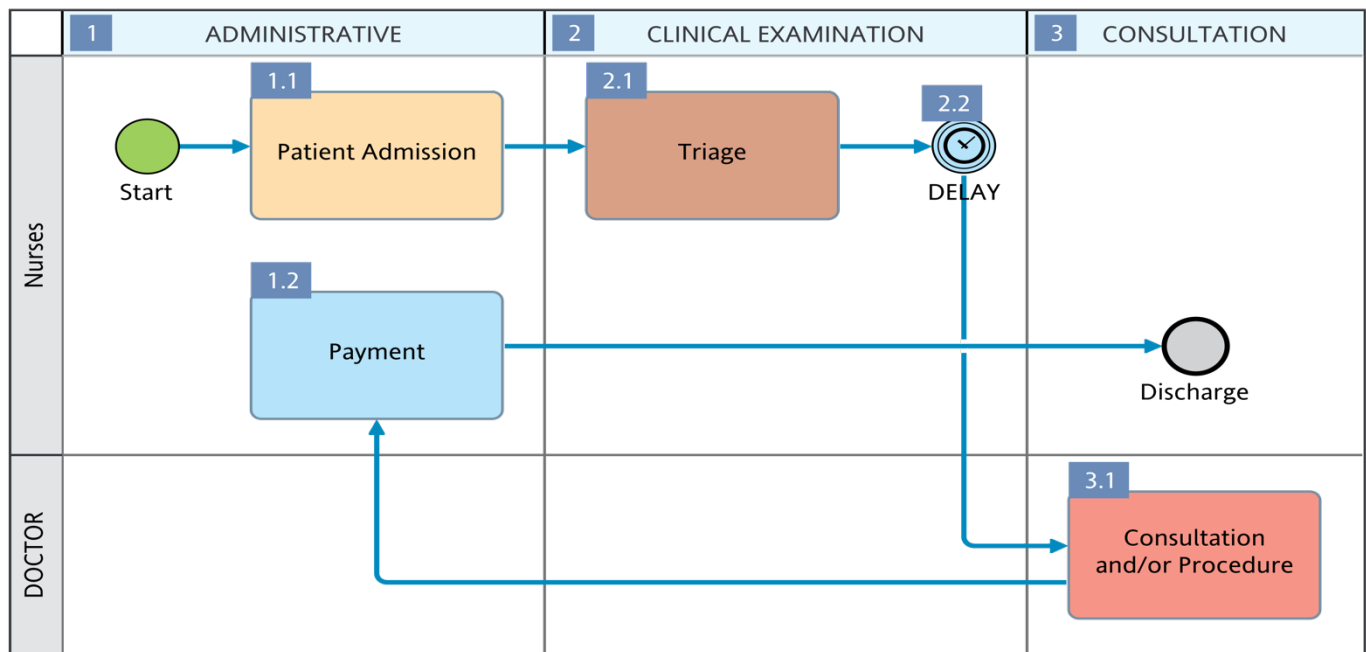 1 ADMINISTRATIVE
2 CLINICAL EXAMINATION
3 CONSULTATION
Nurses
1.1
Patient Admission
Start
2.1
Triage
2.2
DELAY
1.2
Payment
Discharge
DOCTOR
3.1
Consultation
and/or Procedure